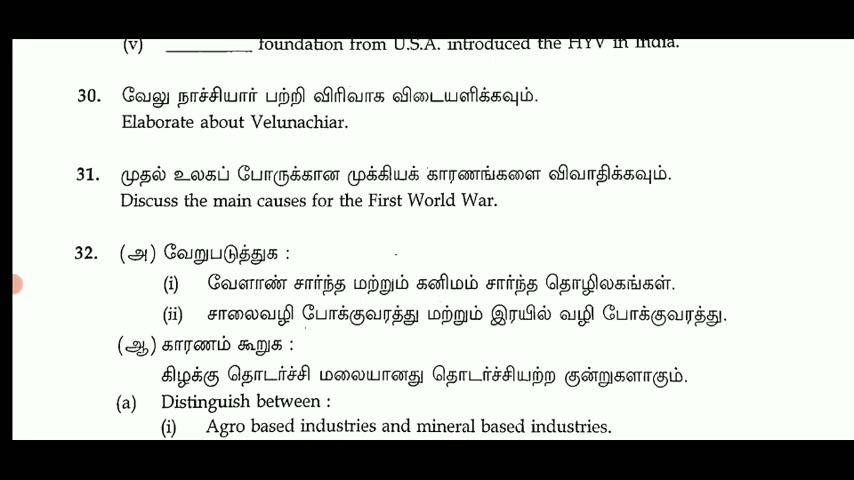 (v) __________ foundation from U.S.A. introduced the HYV in India.
30. வேலு நாச்சியார் பற்றி விரிவாக விடையளிக்கவும்.
Elaborate about Velunachiar.
31. முதல் உலகப் போருக்கான முக்கியக் காரணங்களை விவாதிக்கவும்.
Discuss the main causes for the First World War.
32. (அ) வேறுபடுத்துக :
(i) வேளாண் சார்ந்த மற்றும் கனிமம் சார்ந்த தொழிலகங்கள்.
(ii) சாலைவழி போக்குவரத்து மற்றும் இரயில் வழி போக்குவரத்து.
(ஆ) காரணம் கூறுக :
கிழக்கு தொடர்ச்சி மலையானது தொடர்ச்சியற்ற குன்றுகளாகும்.
(a) Distinguish between :
(i) Agro based industries and mineral based industries.